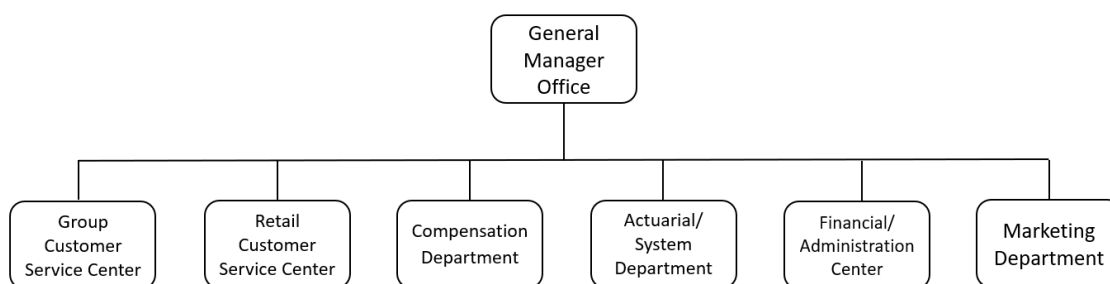 General
Manager
Office
Group
Customer
Service Center
Retail
Customer
Service Center
Compensation
Department
Actuarial/
System
Department
Financial/
Administration
Center
Marketing
Department